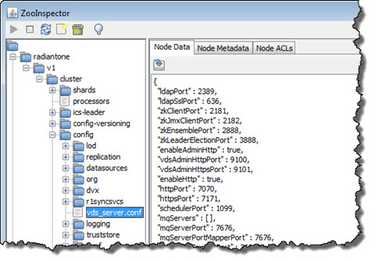 ZooInspector
radiantone
v1
cluster
shards
processors
ics-leader
config-versioning
config
lod
replication
datasources
org
dvx
r1syncsvcs
vds_server.conf
logging
truststore
Node Data
Node Metadata
Node ACLs
{
"ldapPort" : 2389,
"ldapSslPort" : 636,
"zkClientPort" : 2181,
"zkJmxClientPort" : 2182,
"zkEnsemblePort" : 2888,
"zkLeaderElectionPort" : 3888,
"enableAdminHttp" : true,
"vdsAdminHttpPort" : 9100,
"vdsAdminHttpsPort" : 9101,
"enableHttp" : true,
"httpPort" : 7070,
"httpsPort" : 7171,
"schedulerPort" : 1099,
"mqServers" : [],
"mqServerPort" : 7676,
"mqServerPortMapperPort" : 7676,